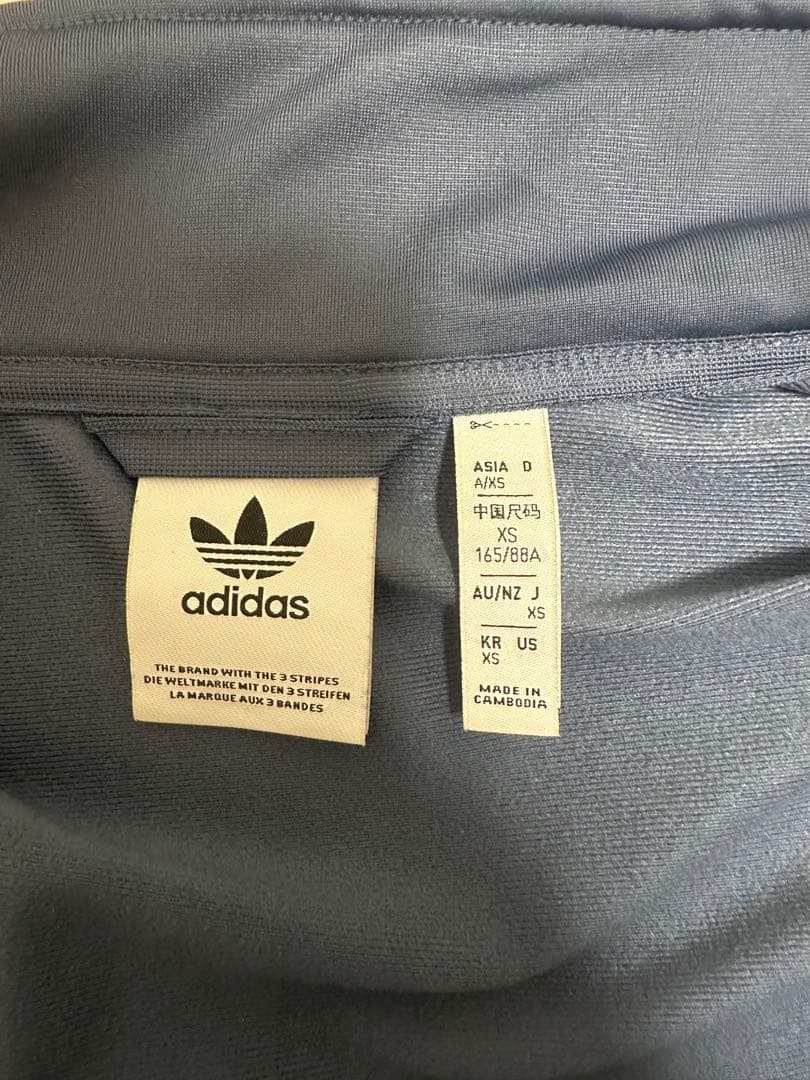 adidas
THE BRAND WITH THE 3 STRIPES
DIE WELTMARKE MIT DEN 3 STREIFEN
LA MARQUE AUX 3 BANDES
ASIA D
A/XS
中国尺码
XS
165/88A
AU/NZ J
XS
KR US
XS
MADE IN
CAMBODIA